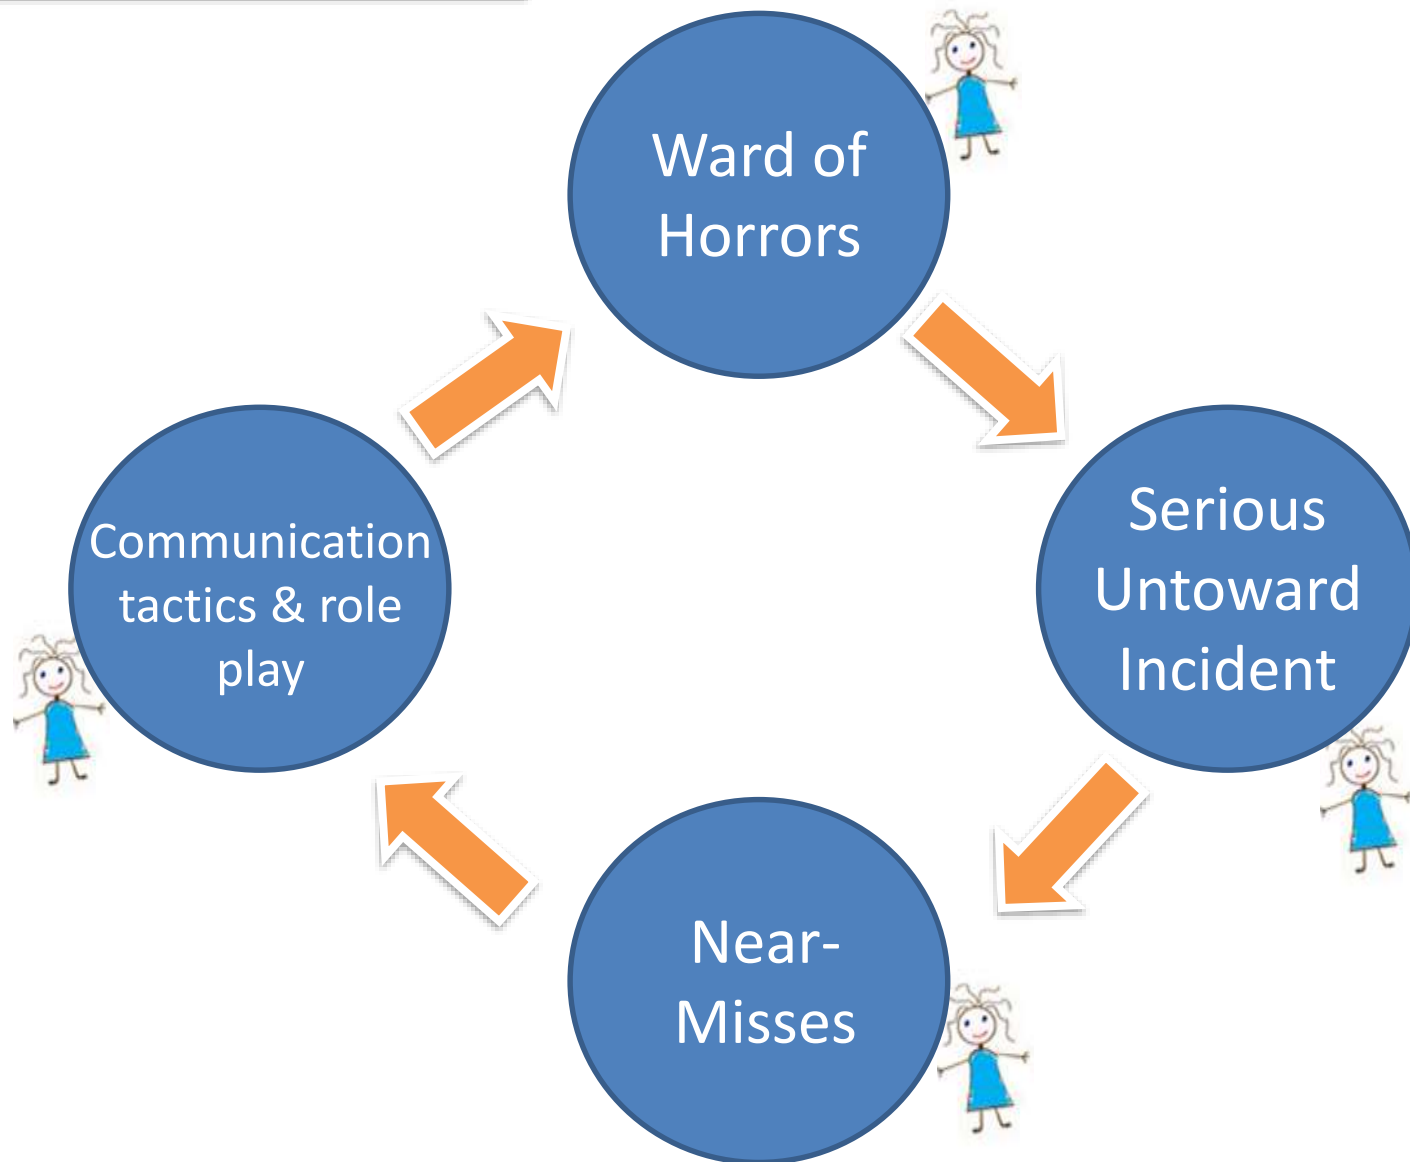 Ward of
Horrors
Serious
Untoward
Incident
Near-
Misses
Communication
tactics & role
play